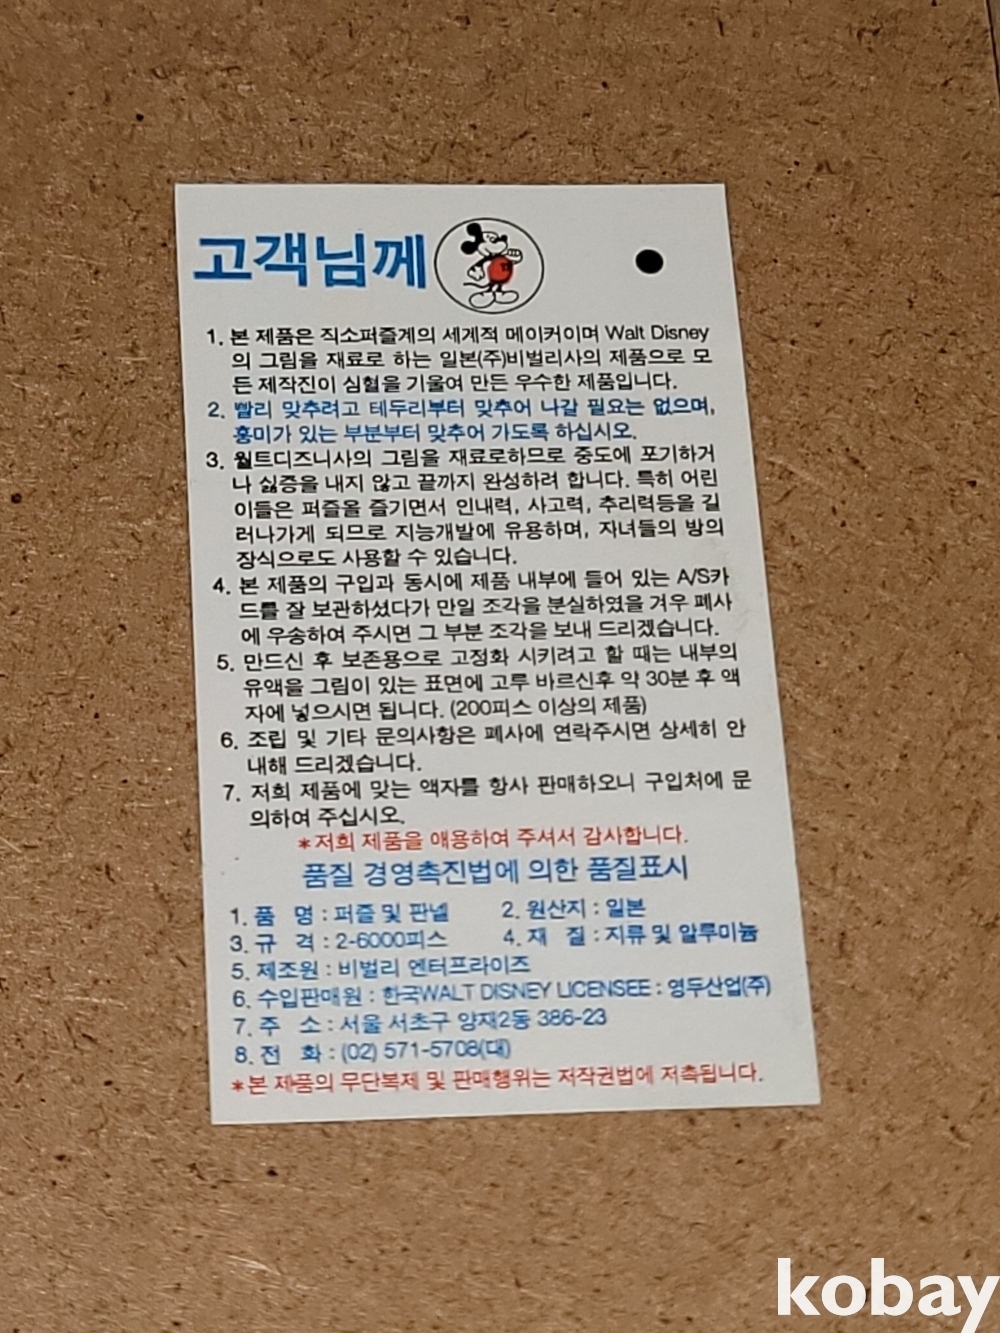 고객님께
1. 본 제품은 직소퍼즐계의 세계적 메이커이며 Walt Disney
의 그림을 재료로 하는 일본(주)비벌리사의 제품으로 모
든 제작진이 심혈을 기울여 만든 우수한 제품입니다.
2. 빨리 맞추려고 테두리부터 맞추어 나갈 필요는 없으며,
흥미가 있는 부분부터 맞추어 가도록 하십시오.
3. 월트디즈니사의 그림을 재료로하므로 중도에 포기하거
나 싫증을 내지 않고 끝까지 완성하려 합니다. 특히 어린
이들은 퍼즐올 즐기면서 인내력, 사고력, 추리력등을 길
러나가게 되므로 지능개발에 유용하며, 자녀들의 방의
장식으로도 사용할 수 있습니다.
4. 본 제품의 구입과 동시에 제품 내부에 들어 있는 A/S카
드를 잘 보관하셨다가 만일 조각을 분실하였을 겨우 폐사
에 우송하여 주시면 그 부분 조각을 보내 드리겠습니다.
5. 만드신 후 보존용으로 고정화 시키려고 할 때는 내부의
유액을 그림이 있는 표면에 고루 바르신후 약 30분 후 액
자에 넣으시면 됩니다. (200피스 이상의 제품)
6. 조립 및 기타 문의사항은 폐사에 연락주시면 상세히 안
내해 드리겠습니다.
7. 저희 제품에 맞는 액자를 항사 판매하오니 구입처에 문
의하여 주십시오.
*저희 제품을 애용하여 주셔서 감사합니다.
품질 경영촉진법에 의한 품질표시
1. 품 명 : 퍼즐 및 판넬 2. 원산지 : 일본
3. 규 격 : 2-6000피스 4. 재 질 : 지류 및 알루미늄
5. 제조원 : 비벌리 엔터프라이즈
6. 수입판매원 : 한국WALT DISNEY LICENSEE : 영두산업(주)
7. 주 소 : 서울 서초구 양재2동 386-23
8. 전 화 : (02) 571-5708(대)
*본 제품의 무단복제 및 판매행위는 저작권법에 저촉됩니다.
kobay